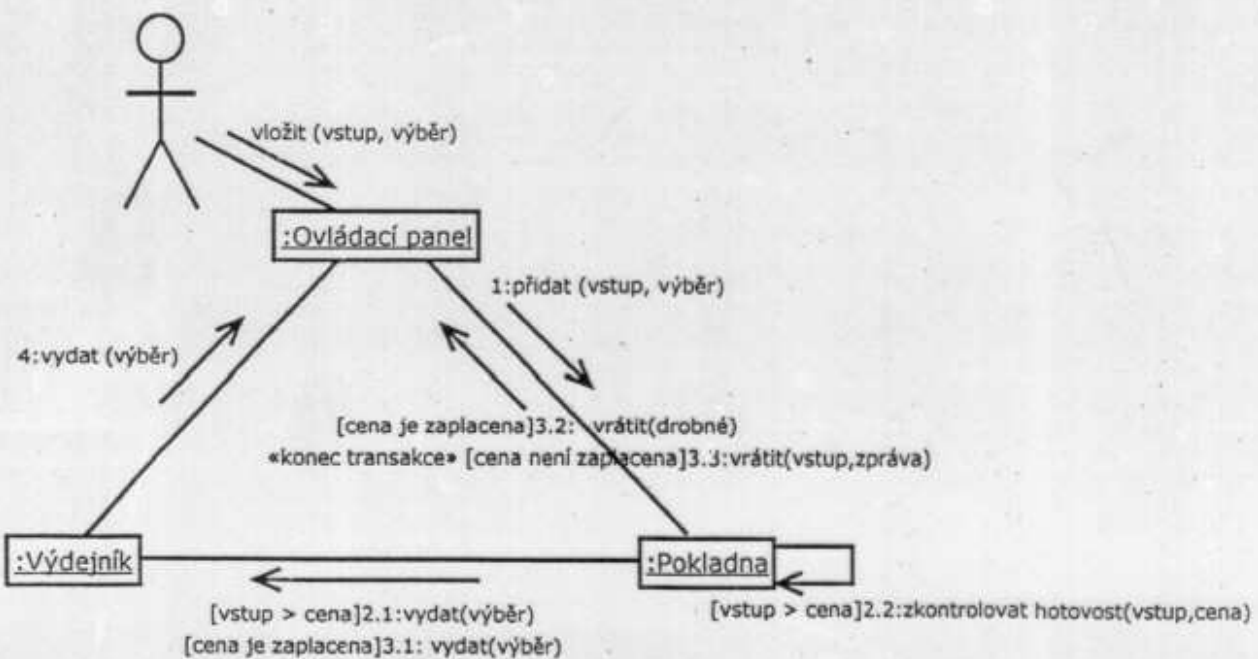 vložit (vstup, výběr)
:Ovládací panel
1:přidat (vstup, výběr)
4:vydat (výběr)
[cena je zaplacena]3.2: vrátit(drobné)
«konec transakce» [cena není zaplacena]3.3:vrátit(vstup,zpráva)
:Výdejník
:Pokladna
[vstup > cena]2.1:vydat(výběr)
[cena je zaplacena]3.1: vydat(výběr)
[vstup > cena]2.2:zkontrolovat hotovost(vstup,cena)